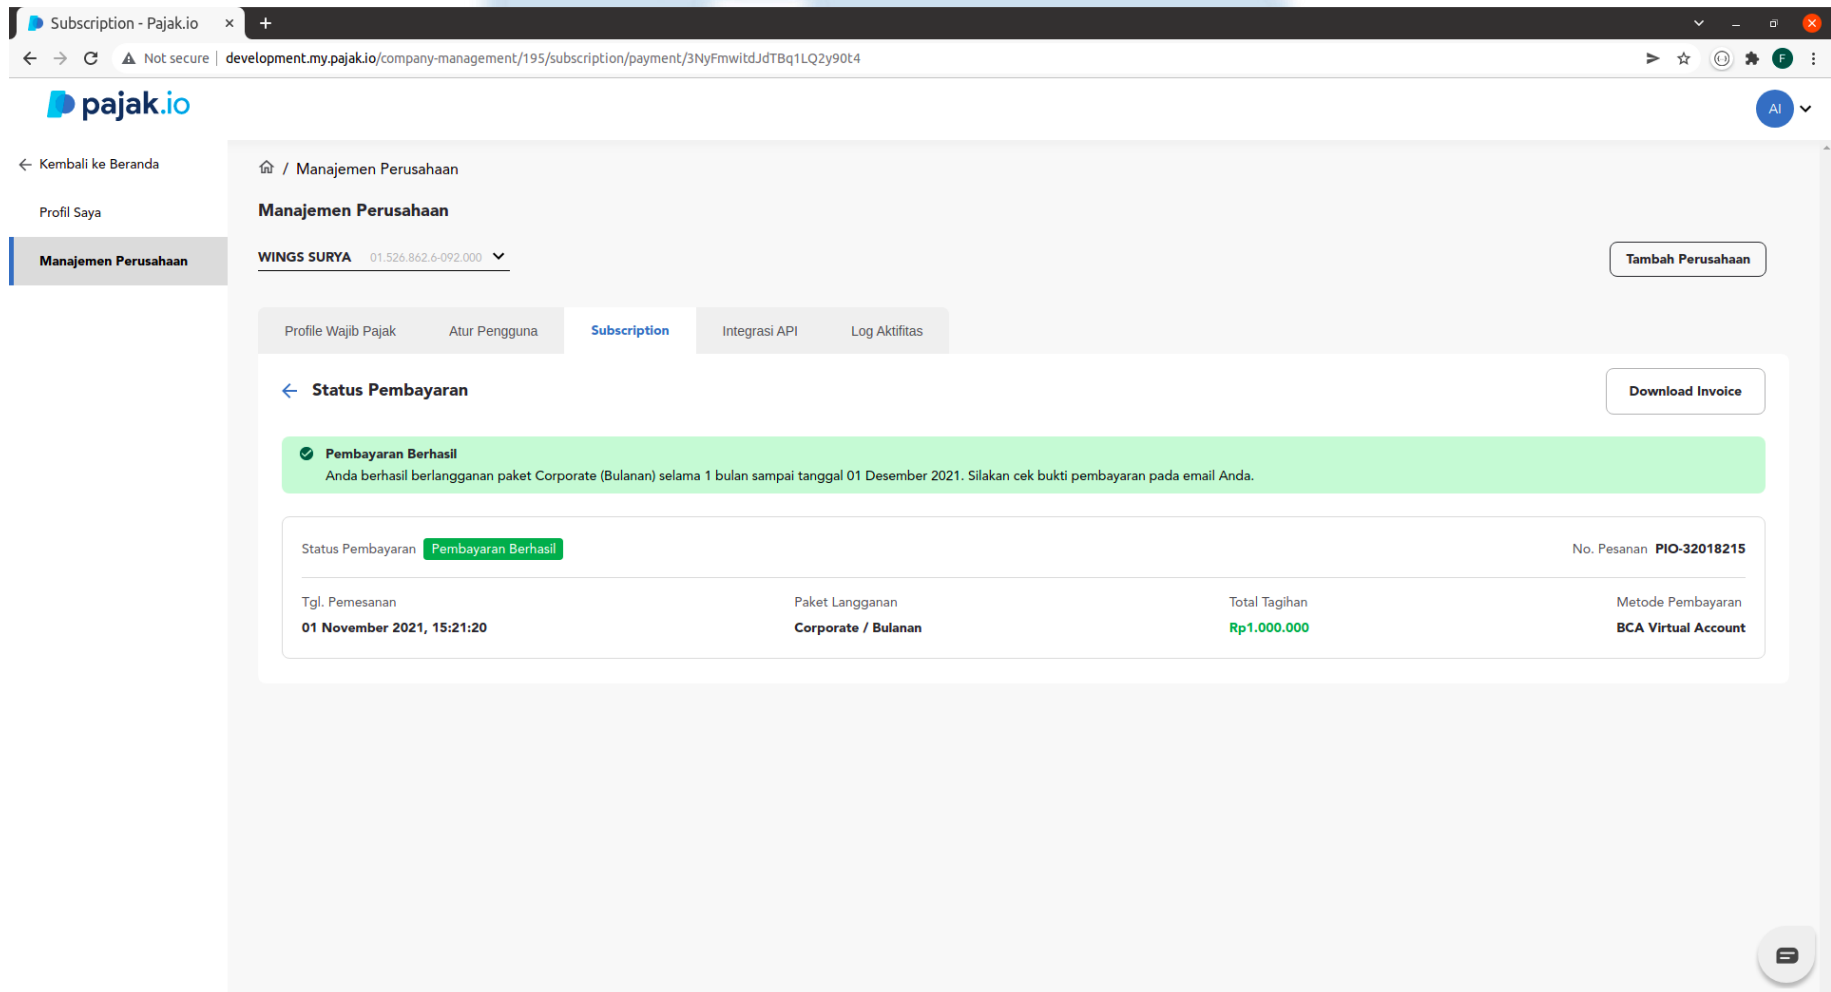 Subscription - Pajak.io
Not secure | development.my.pajak.io/company-management/195/subscription/payment/3NyFmwitdJdTBq1LQ2y90t4
F
pajak.io
AI
Kembali ke Beranda
Profil Saya
Manajemen Perusahaan
/ Manajemen Perusahaan
Manajemen Perusahaan
WINGS SURYA 01.526.862.6-092.000
Tambah Perusahaan
Profile Wajib Pajak Atur Pengguna Subscription Integrasi API Log Aktifitas
Status Pembayaran
Download Invoice
Pembayaran Berhasil
Anda berhasil berlangganan paket Corporate (Bulanan) selama 1 bulan sampai tanggal 01 Desember 2021. Silakan cek bukti pembayaran pada email Anda.
Status Pembayaran Pembayaran Berhasil
No. Pesanan PIO-32018215
Tgl. Pemesanan Paket Langganan Total Tagihan Metode Pembayaran
01 November 2021, 15:21:20 Corporate / Bulanan Rp1.000.000 BCA Virtual Account